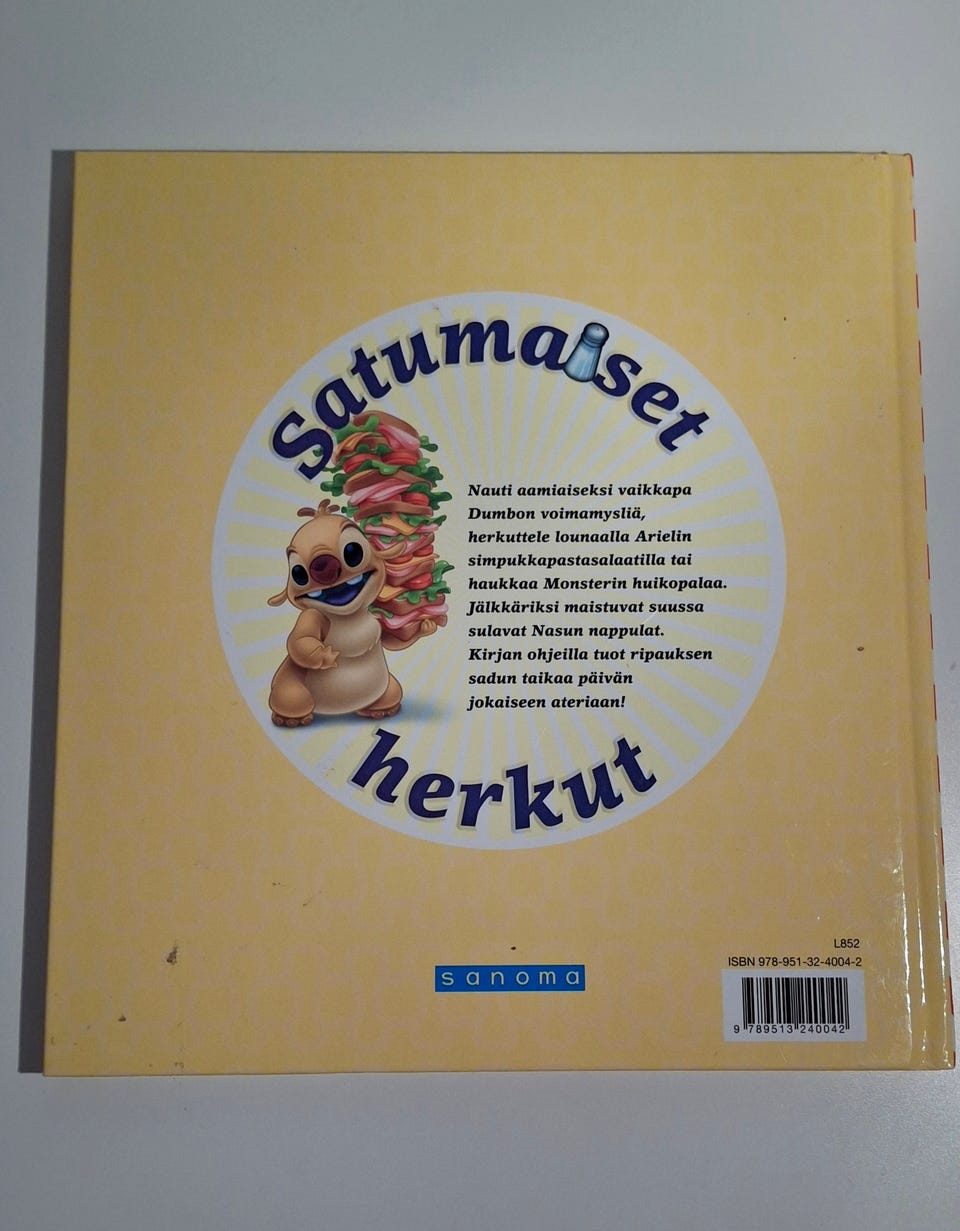 Satumaiset
Nauti aamiaiseksi vaikkapa
Dumbon voimamysliä,
herkuttele lounaalla Arielin
simpukkapastasalaatilla tai
haukkaa Monsterin huikopalaa.
Jälkkäriksi maistuvat suussa
sulavat Nasun nappulat.
Kirjan ohjeilla tuot ripauksen
sadun taikaa päivän
jokaiseen ateriaan!
herkut
sanoma
L852
ISBN 978-951-32-4004-2
9 789513 240042